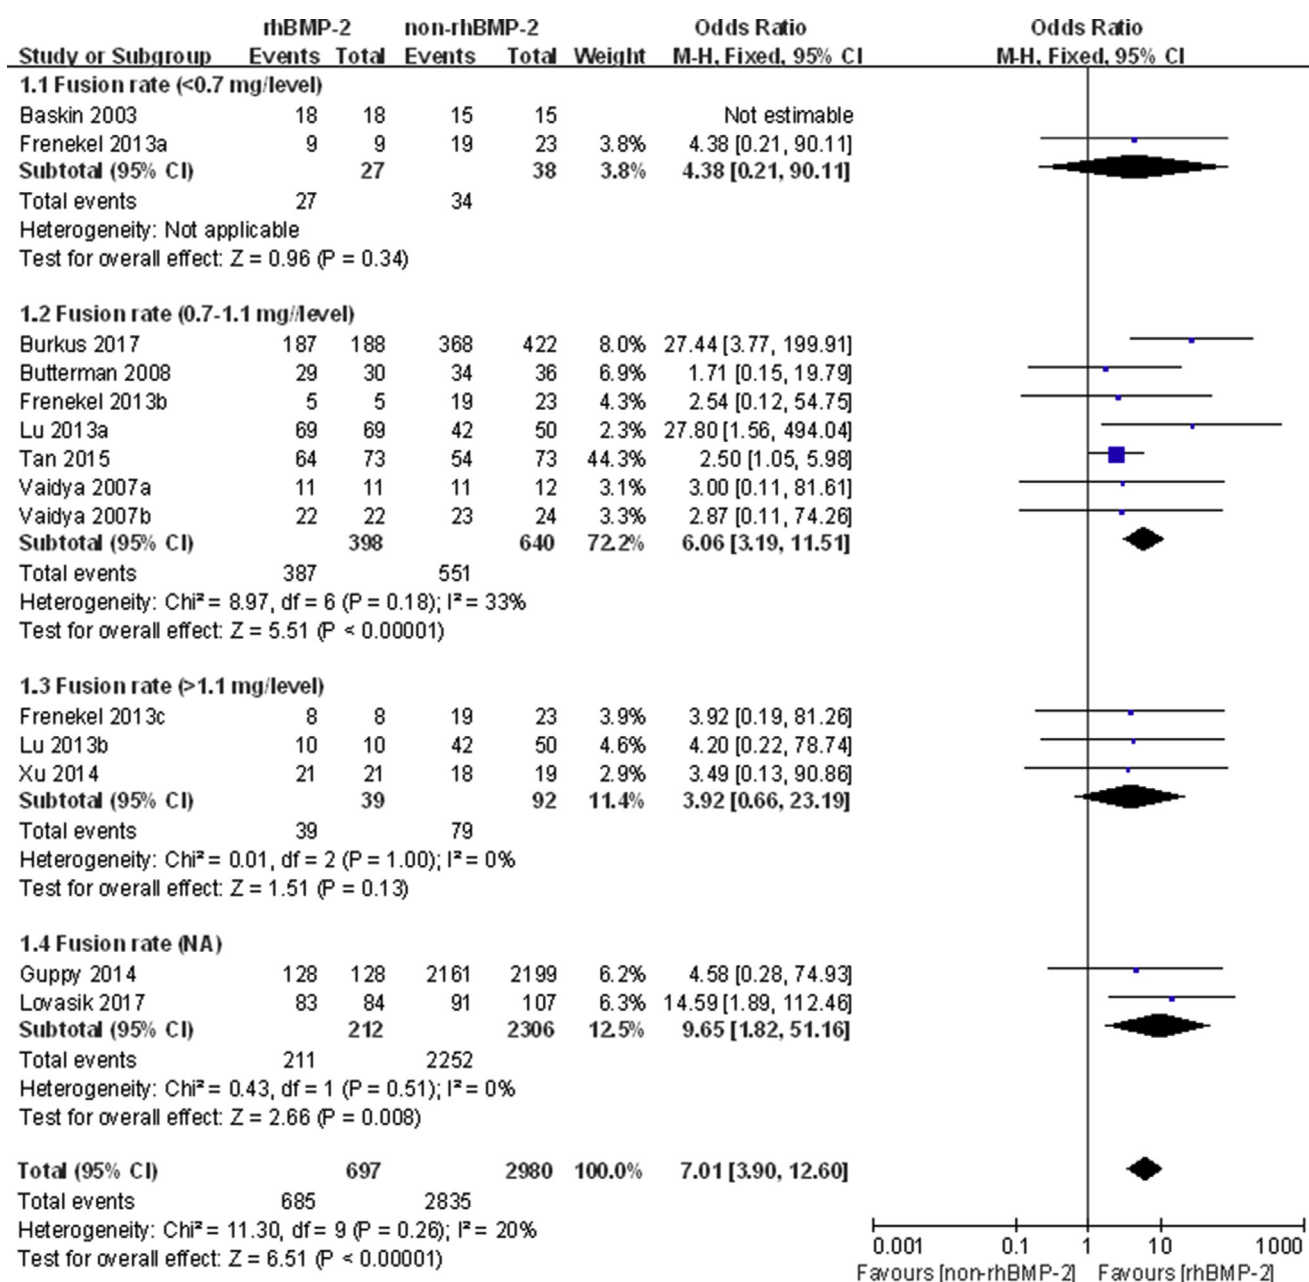 rhBMP-2 non-rhBMP-2 Odds Ratio Odds Ratio
Study or Subgroup Events Total Events Total Weight M-H, Fixed, 95% CI M-H, Fixed, 95% CI
1.1 Fusion rate (<0.7 mg/level)
Baskin 2003 18 18 15 15 Not estimable
Frenekel 2013a 9 9 19 23 3.8% 4.38 [0.21, 90.11]
Subtotal (95% CI) 27 38 3.8% 4.38 [0.21, 90.11]
Total events 27 34
Heterogeneity: Not applicable
Test for overall effect: Z = 0.96 (P = 0.34)
1.2 Fusion rate (0.7-1.1 mg//level)
Burkus 2017 187 188 368 422 8.0% 27.44 [3.77, 199.91]
Butterman 2008 29 30 34 36 6.9% 1.71 [0.15, 19.79]
Frenekel 2013b 5 5 19 23 4.3% 2.54 [0.12, 54.75]
Lu 2013a 69 69 42 50 2.3% 27.80 [1.56, 494.04]
Tan 2015 64 73 54 73 44.3% 2.50 [1.05, 5.98]
Vaidya 2007a 11 11 11 12 3.1% 3.00 [0.11, 81.61]
Vaidya 2007b 22 22 23 24 3.3% 2.87 [0.11, 74.26]
Subtotal (95% CI) 398 640 72.2% 6.06 [3.19, 11.51]
Total events 387 551
Heterogeneity: Chi² = 8.97, df = 6 (P = 0.18); I² = 33%
Test for overall effect: Z = 5.51 (P < 0.00001)
1.3 Fusion rate (>1.1 mg/level)
Frenekel 2013c 8 8 19 23 3.9% 3.92 [0.19, 81.26]
Lu 2013b 10 10 42 50 4.6% 4.20 [0.22, 78.74]
Xu 2014 21 21 18 19 2.9% 3.49 [0.13, 90.86]
Subtotal (95% CI) 39 92 11.4% 3.92 [0.66, 23.19]
Total events 39 79
Heterogeneity: Chi² = 0.01, df = 2 (P = 1.00); I² = 0%
Test for overall effect: Z = 1.51 (P = 0.13)
1.4 Fusion rate (NA)
Guppy 2014 128 128 2161 2199 6.2% 4.58 [0.28, 74.93]
Lovasik 2017 83 84 91 107 6.3% 14.59 [1.89, 112.46]
Subtotal (95% CI) 212 2306 12.5% 9.65 [1.82, 51.16]
Total events 211 2252
Heterogeneity: Chi² = 0.43, df = 1 (P = 0.51); I² = 0%
Test for overall effect: Z = 2.66 (P = 0.008)
Total (95% CI) 697 2980 100.0% 7.01 [3.90, 12.60]
Total events 685 2835
Heterogeneity: Chi² = 11.30, df = 9 (P = 0.26); I² = 20%
Test for overall effect: Z = 6.51 (P < 0.00001)
0.001 0.1 1 10 1000
Favours [non-rhBMP-2] Favours [rhBMP-2]